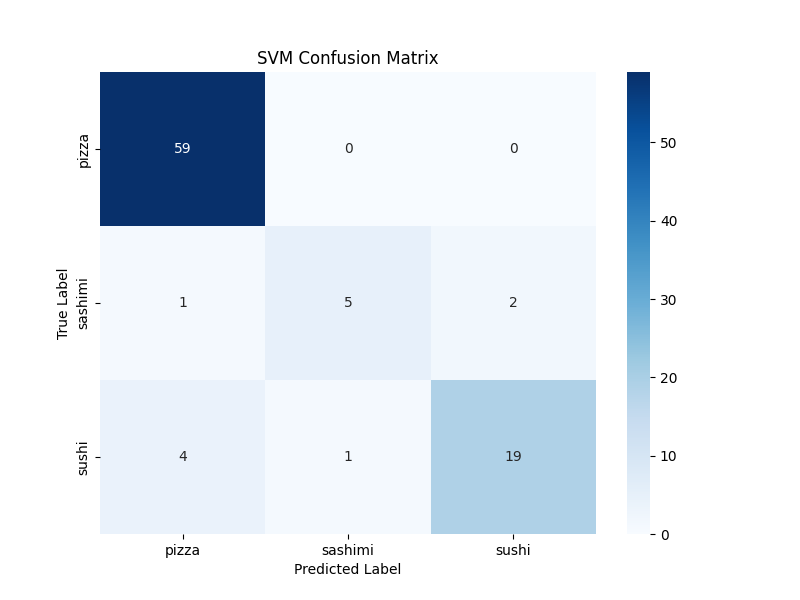 SVM Confusion Matrix
True Label
pizza
59 0 0
50
40
sashimi
1 5 2
30
20
sushi
4 1 19
10
0
pizza sashimi sushi
Predicted Label